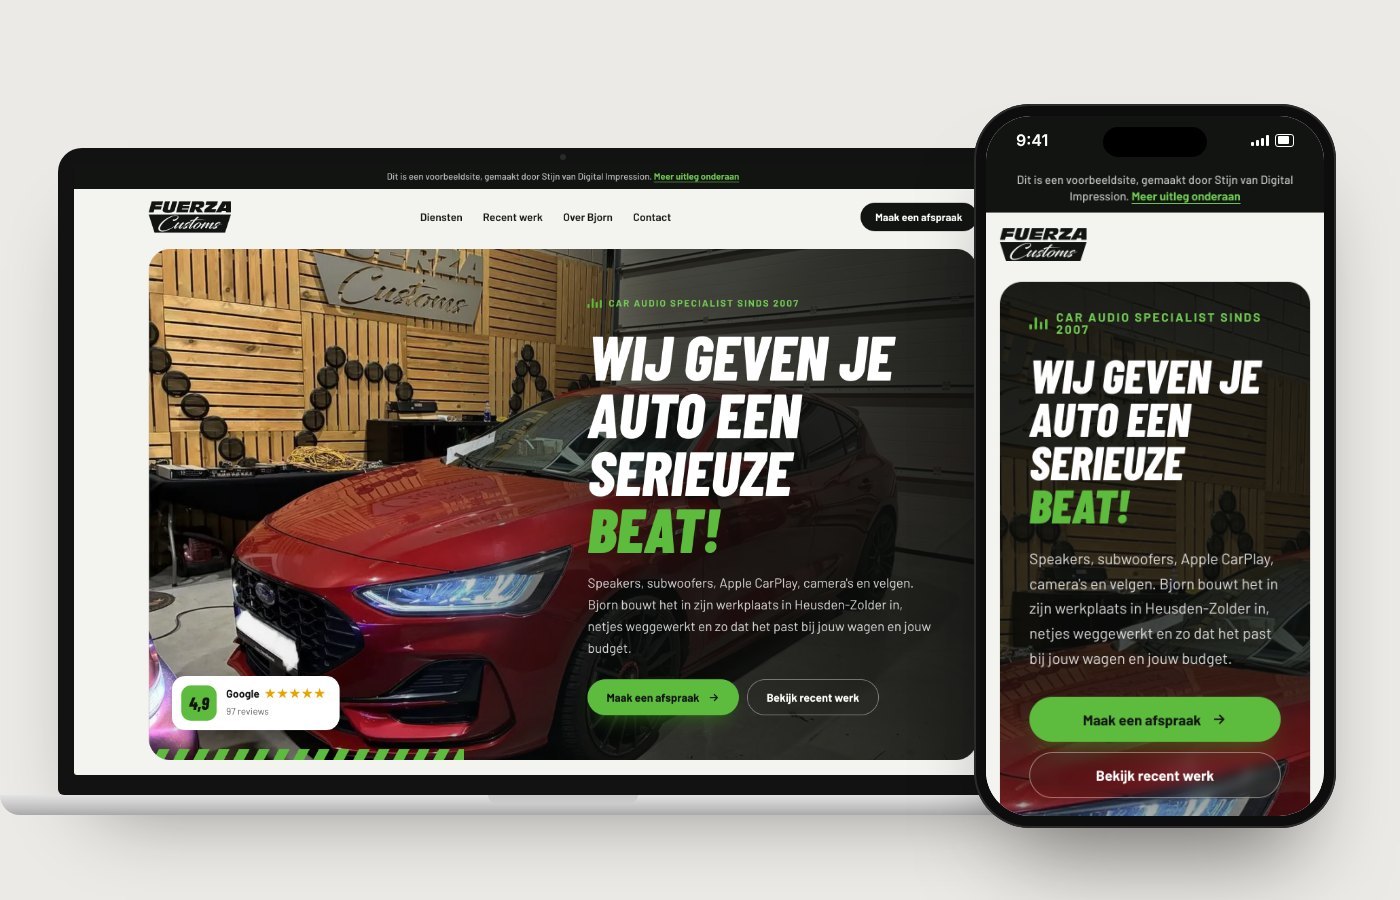 Dit is een voorbeeldsite, gemaakt door Stijn van Digital Impression. Meer uitleg onderaan
FUERZA
Customs
Diensten
Recent werk
Over Bjorn
Contact
Maak een afspraak
FUERZA
Customs
CAR AUDIO SPECIALIST SINDS 2007
WIJ GEVEN JE
AUTO EEN
SERIEUZE
BEAT!
Speakers, subwoofers, Apple CarPlay, camera's en velgen.
Bjorn bouwt het in zijn werkplaats in Heusden-Zolder in,
netjes weggewerkt en zo dat het past bij jouw wagen en jouw
budget.
Maak een afspraak →
Bekijk recent werk
4,9
Google ★★★★★
97 reviews
9:41
Dit is een voorbeeldsite, gemaakt door Stijn van Digital
Impression. Meer uitleg onderaan
FUERZA
Customs
CAR AUDIO SPECIALIST SINDS
2007
WIJ GEVEN JE
AUTO EEN
SERIEUZE
BEAT!
Speakers, subwoofers, Apple CarPlay,
camera's en velgen. Bjorn bouwt het in
zijn werkplaats in Heusden-Zolder in,
netjes weggewerkt en zo dat het past
bij jouw wagen en jouw budget.
Maak een afspraak →
Bekijk recent werk